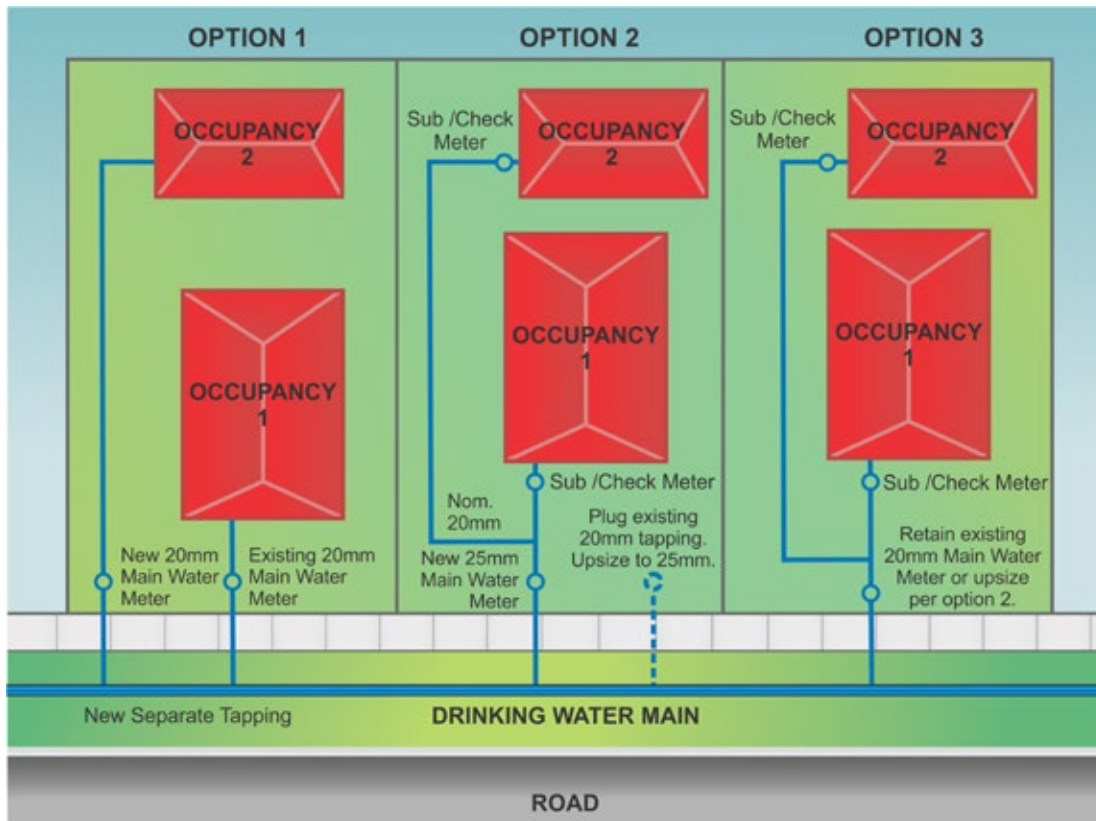 OPTION 1
OPTION 2
OPTION 3
OCCUPANCY
2
OCCUPANCY
1
New 20mm
Main Water
Meter
Existing 20mm
Main Water
Meter
Sub /Check
Meter
OCCUPANCY
2
OCCUPANCY
1
Sub /Check Meter
Nom.
20mm
New 25mm
Main Water
Meter
Plug existing
20mm tapping.
Upsize to 25mm.
Sub /Check
Meter
OCCUPANCY
2
OCCUPANCY
1
Sub /Check Meter
Retain existing
20mm Main Water
Meter or upsize
per option 2.
New Separate Tapping
DRINKING WATER MAIN
ROAD